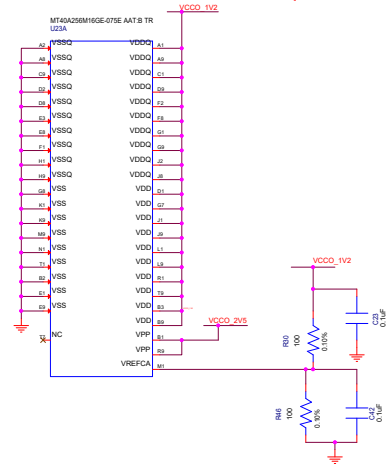 VCCO_1V2
MT40A256M16GE-075E AAT:B TR
U23A
A2 VSSQ VDDQ A1
A8 VSSQ VDDQ A9
C9 VSSQ VDDQ C1
D2 VSSQ VDDQ D9
D8 VSSQ VDDQ F2
E3 VSSQ VDDQ F8
E8 VSSQ VDDQ G1
F1 VSSQ VDDQ G9
H1 VSSQ VDDQ J2
H9 VSSQ VDDQ J8
G8 VSS VDD D1
K1 VSS VDD G7
K9 VSS VDD J1
M9 VSS VDD J9
N1 VSS VDD L1
T1 VSS VDD L9
B2 VSS VDD R1
E1 VSS VDD T9
E9 VSS VDD B3
VDD B9
NC VPP B1
VPP R9
VREFCA M1
VCCO_2V5
VCCO_1V2
R30
100
0.10%
C23
0.1uF
R46
100
0.10%
C42
0.1uF